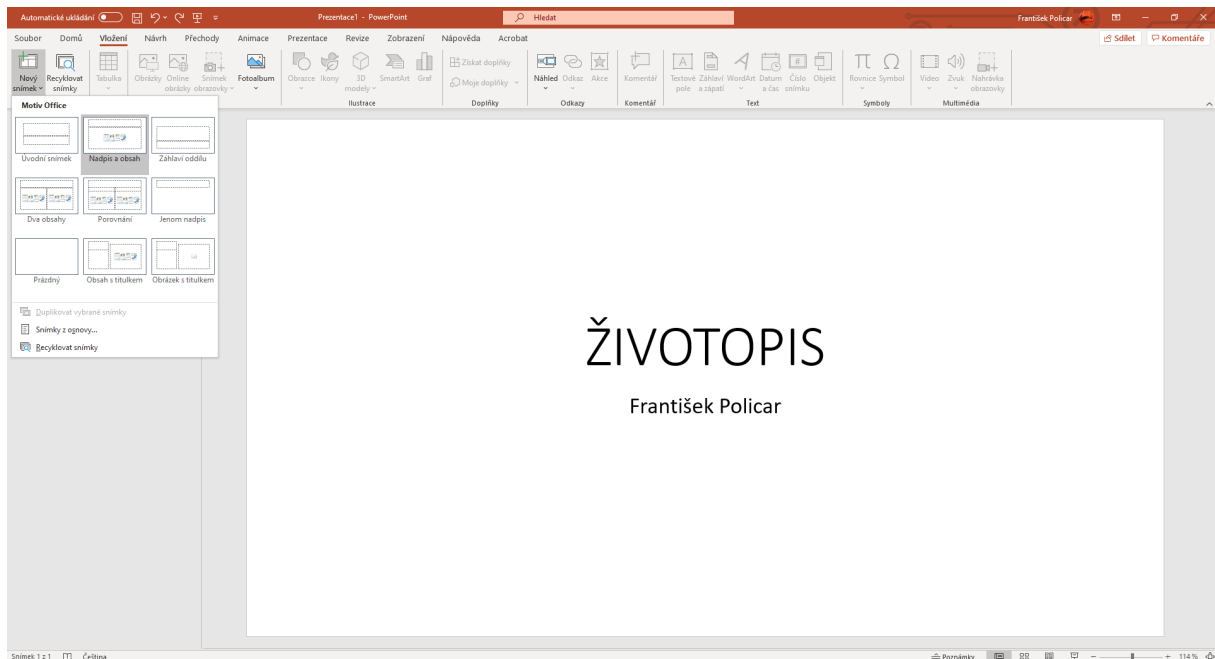 Automatické ukládání
Prezentace1 - PowerPoint
Hledat
František Policar
Soubor Domů Vložení Návrh Přechody Animace Prezentace Revize Zobrazení Nápověda Acrobat
Sdílet Komentáře
Nový snímek
Recyklovat snímky
Tabulka
Obrázky
Online obrázky
Snímek obrazovky
Fotoalbum
Obrazce
Ikony
3D modely
SmartArt
Graf
Ilustrace
Získat doplňky
Moje doplňky
Doplňky
Náhled
Odkaz
Akce
Odkazy
Komentář
Komentář
Textové pole
Záhlaví a zápatí
WordArt
Datum a čas
Číslo snímku
Objekt
Text
Rovnice
Symbol
Symboly
Video
Zvuk
Nahrávka obrazovky
Multimédia
Motiv Office
Úvodní snímek
Nadpis a obsah
Záhlaví oddílu
Dva obsahy
Porovnání
Jenom nadpis
Prázdný
Obsah s titulkem
Obrázek s titulkem
Duplikovat vybrané snímky
Snímky z osnovy...
Recyklovat snímky
ŽIVOTOPIS
František Policar
Snímek 1 z 1
Čeština
Poznámky
114 %